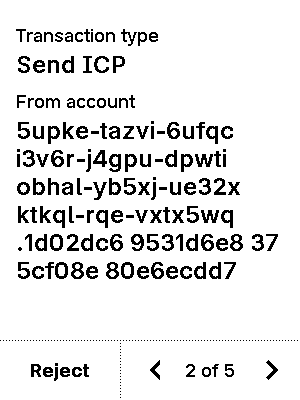 Transaction type
Send ICP
From account
5upke-tazvi-6ufqc
i3v6r-j4gpu-dpwti
obhal-yb5xj-ue32x
ktkql-rqe-vxtx5wq
.1d02dc6 9531d6e8 37
5cf08e 80e6ecdd7
Reject
2 of 5